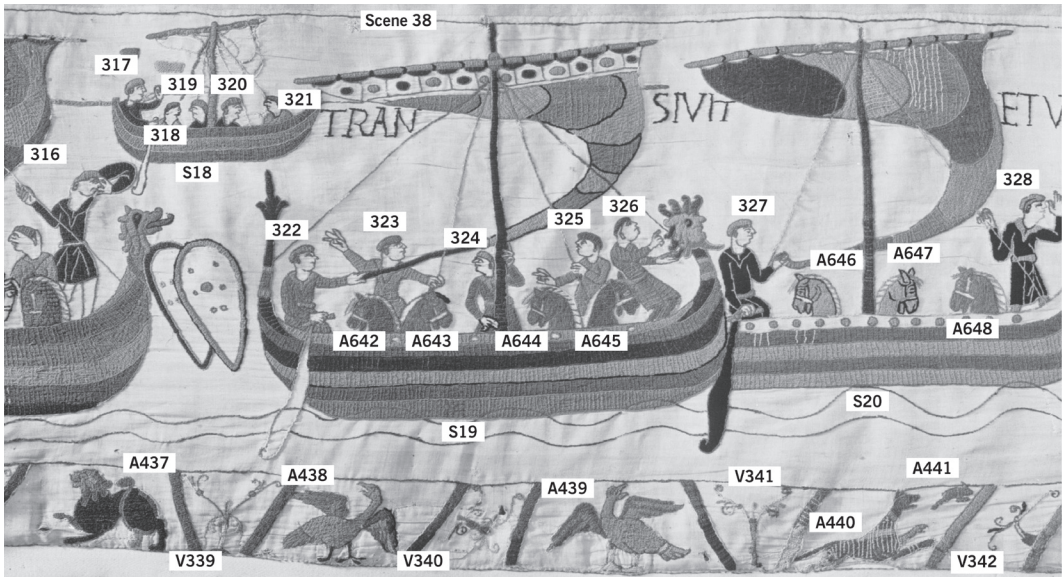 Scene 38
317
319
320
321
318
S18
TRAN
SIVIT
ET V
316
322
323
324
325
326
327
328
A646
A647
A642
A643
A644
A645
A648
S19
S20
A437
A438
A439
V341
A441
A440
V339
V340
V342